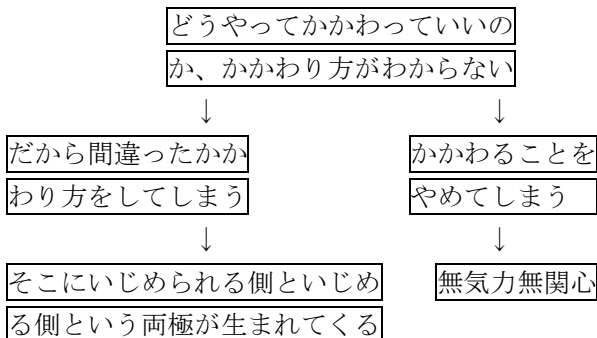 どうやってかかわっていいの
か、かかわり方がわからない
↓
↓
だから間違ったかか
わり方をしてしまう
かかわることを
やめてしまう
↓
↓
そこにいじめられる側といじめ
る側という両極が生まれてくる
無気力無関心